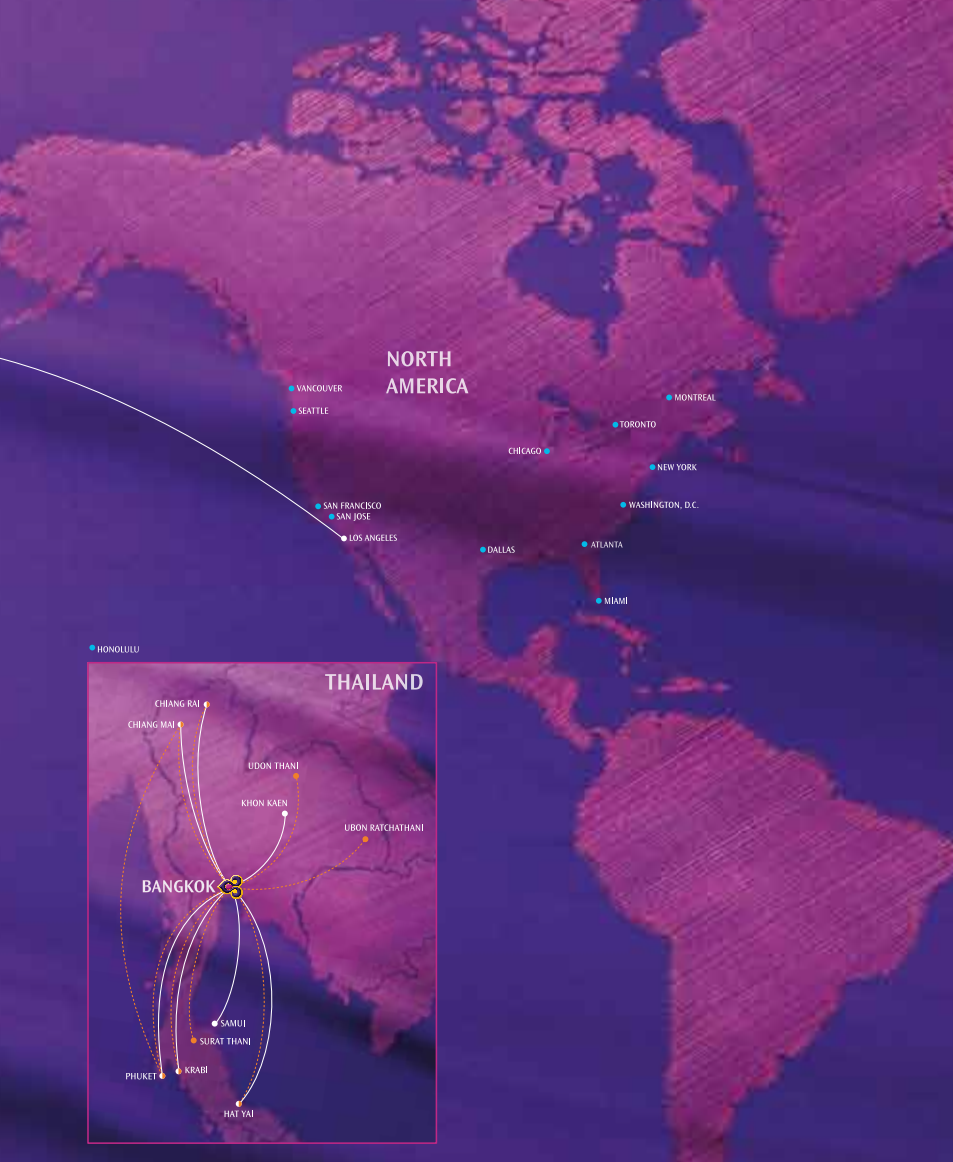 NORTH
AMERICA
VANCOUVER
MONTREAL
SEATTLE
TORONTO
CHICAGO
NEW YORK
SAN FRANCISCO
WASHINGTON, D.C.
SAN JOSE
LOS ANGELES
ATLANTA
DALLAS
MIAMI
HONOLULU
THAILAND
CHIANG RAI
CHIANG MAI
UDON THANI
KHON KAEN
UBON RATCHATHANI
BANGKOK
SAMUI
SURAT THANI
KRABI
PHUKET
HAT YAI